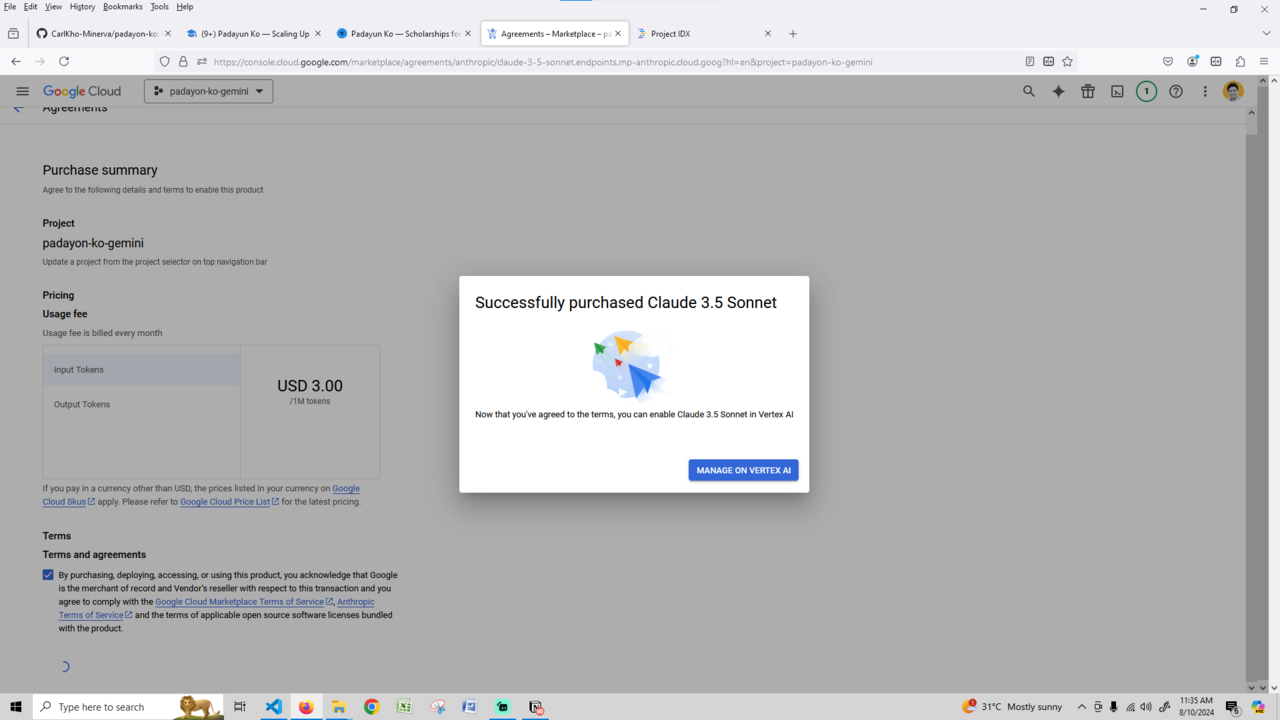 File Edit View History Bookmarks Tools Help
CarlKho-Minerva/padayon-ko:
(9+) Padayun Ko — Scaling Up
Padayun Ko — Scholarships for
Agreements – Marketplace – pa
Project IDX
https://console.cloud.google.com/marketplace/agreements/anthropic/claude-3-5-sonnet.endpoints.mp-anthropic.cloud.goog?hl=en&project=padayon-ko-gemini
Google Cloud
padayon-ko-gemini
1
Agreements
Purchase summary
Agree to the following details and terms to enable this product
Project
padayon-ko-gemini
Update a project from the project selector on top navigation bar
Pricing
Usage fee
Usage fee is billed every month
Input Tokens
Output Tokens
USD 3.00
/1M tokens
If you pay in a currency other than USD, the prices listed in your currency on Google
Cloud Skus apply. Please refer to Google Cloud Price List for the latest pricing.
Terms
Terms and agreements
By purchasing, deploying, accessing, or using this product, you acknowledge that Google
is the merchant of record and Vendor's reseller with respect to this transaction and you
agree to comply with the Google Cloud Marketplace Terms of Service, Anthropic
Terms of Service and the terms of applicable open source software licenses bundled
with the product.
Successfully purchased Claude 3.5 Sonnet
Now that you've agreed to the terms, you can enable Claude 3.5 Sonnet in Vertex AI
MANAGE ON VERTEX AI
Type here to search
31°C Mostly sunny
11:35 AM
8/10/2024